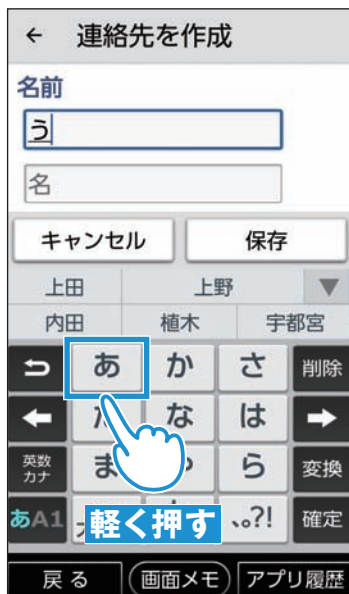 ← 連絡先を作成
名前
う
名
キャンセル 保存
上田 上野 ▼
内田 植木 宇都宮
あ か さ 削除
な は
英数カナ ま ら 変換
あA1 、。?! 確定
軽く押す
戻る 画面メモ アプリ履歴